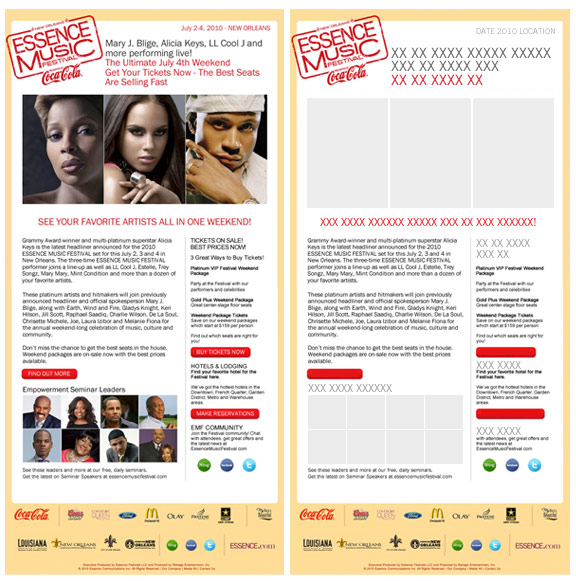 NEW ORLEANS
ESSENCE
MUSIC
FESTIVAL
Coca-Cola
July 2-4, 2010 · NEW ORLEANS
Mary J. Blige, Alicia Keys, LL Cool J and
more performing live!
The Ultimate July 4th Weekend
Get Your Tickets Now - The Best Seats
Are Selling Fast
SEE YOUR FAVORITE ARTISTS ALL IN ONE WEEKEND!
Grammy Award-winner and multi-platinum superstar Alicia
Keys is the latest headliner announced for the 2010
ESSENCE MUSIC FESTIVAL set for this July 2, 3 and 4 in
New Orleans. The three-time ESSENCE MUSIC FESTIVAL
performer joins a line-up as well as LL Cool J, Estelle, Trey
Songz, Mary Mary, Mint Condition and more than a dozen of
your favorite artists.
These platinum artists and hitmakers will join previously
announced headliner and official spokesperson Mary J.
Blige, along with Earth, Wind and Fire, Gladys Knight, Keri
Hilson, Jill Scott, Raphael Saadiq, Charlie Wilson, De La Soul,
Chrisette Michele, Joe, Laura Izibor and Melanie Fiona for
the annual weekend-long celebration of music, culture and
community.
Don't miss the chance to get the best seats in the house.
Weekend packages are on-sale now with the best prices
available.
FIND OUT MORE
Empowerment Seminar Leaders
See these leaders and more at our free, daily seminars.
Get the latest on Seminar Speakers at essencemusicfestival.com
TICKETS ON SALE!
BEST PRICES NOW!
3 Great Ways to Buy Tickets!
Platinum VIP Festival Weekend
Package
Party at the Festival with our
performers and celebrities
Gold Plus Weekend Package
Great center-stage floor seats
Weekend Package Tickets
Save on our weekend packages
which start at $159 per person
Find out which seats are right for
you!
BUY TICKETS NOW
HOTELS & LODGING
Find your favorite hotel for the
Festival here.
We've got the hottest hotels in the
Downtown, French Quarter, Garden
District, Metro and Warehouse
areas
MAKE RESERVATIONS
EMF COMMUNITY
Join the Festival community! Chat
with attendees, get great offers and
the latest news at
EssenceMusicFestival.com
Blog
Coca-Cola
Ford
OLAY
LOUISIANA
NEW ORLEANS
NEW ORLEANS
ESSENCE.com
NEW ORLEANS
ESSENCE
MUSIC
FESTIVAL
Coca-Cola
DATE 2010 LOCATION
XX XX XXXX XXXXX XXXXX
XXX XX XXXX XXX
XX XX XXXX XX
XXX XXXX XXXXXX XXXXX XXX XX XXX XXXXXX!
Grammy Award-winner and multi-platinum superstar Alicia
Keys is the latest headliner announced for the 2010
ESSENCE MUSIC FESTIVAL set for this July 2, 3 and 4 in
New Orleans. The three-time ESSENCE MUSIC FESTIVAL
performer joins a line-up as well as LL Cool J, Estelle, Trey
Songz, Mary Mary, Mint Condition and more than a dozen of
your favorite artists.
These platinum artists and hitmakers will join previously
announced headliner and official spokesperson Mary J.
Blige, along with Earth, Wind and Fire, Gladys Knight, Keri
Hilson, Jill Scott, Raphael Saadiq, Charlie Wilson, De La Soul,
Chrisette Michele, Joe, Laura Izibor and Melanie Fiona for
the annual weekend-long celebration of music, culture and
community.
Don't miss the chance to get the best seats in the house.
Weekend packages are on-sale now with the best prices
available.
XXX XXXX XXXXXX
See these leaders and more at our free, daily seminars.
Get the latest on Seminar Speakers at essencemusicfestival.com
XX XX XXXX
XXX XX
Platinum VIP Festival Weekend
Package
Party at the Festival with our
performers and celebrities
Gold Plus Weekend Package
Great center-stage floor seats
Weekend Package Tickets
Save on our weekend packages
which start at $159 per person
Find out which seats are right for
you!
XXXX XXXX
Find your favorite hotel for the
Festival here.
We've got the hottest hotels in the
Downtown, French Quarter, Garden
District, Metro and Warehouse
areas
XXXX XXXX
with attendees, get great offers and
the latest news at
EssenceMusicFestival.com
Blog
Coca-Cola
Ford
OLAY
LOUISIANA
NEW ORLEANS
NEW ORLEANS
ESSENCE.com